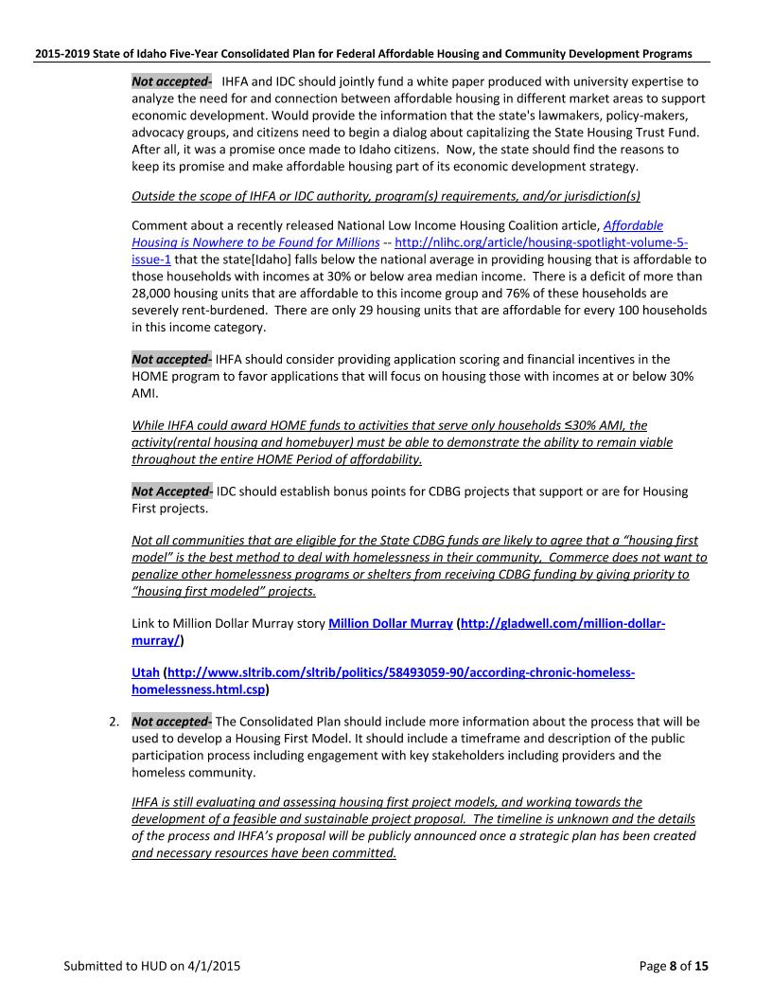 2015-2019 State of Idaho Five-Year Consolidated Plan for Federal Affordable Housing and Community Development Programs
Not accepted- IHFA and IDC should jointly fund a white paper produced with university expertise to
analyze the need for and connection between affordable housing in different market areas to support
economic development. Would provide the information that the state's lawmakers, policy-makers,
advocacy groups, and citizens need to begin a dialog about capitalizing the State Housing Trust Fund.
After all, it was a promise once made to Idaho citizens. Now, the state should find the reasons to
keep its promise and make affordable housing part of its economic development strategy.
Outside the scope of IHFA or IDC authority, program(s) requirements, and/or jurisdiction(s)
Comment about a recently released National Low Income Housing Coalition article, Affordable
Housing is Nowhere to be Found for Millions -- http://nlihc.org/article/housing-spotlight-volume-5-
issue-1 that the state[Idaho] falls below the national average in providing housing that is affordable to
those households with incomes at 30% or below area median income. There is a deficit of more than
28,000 housing units that are affordable to this income group and 76% of these households are
severely rent-burdened. There are only 29 housing units that are affordable for every 100 households
in this income category.
Not accepted- IHFA should consider providing application scoring and financial incentives in the
HOME program to favor applications that will focus on housing those with incomes at or below 30%
AMI.
While IHFA could award HOME funds to activities that serve only households ≤30% AMI, the
activity(rental housing and homebuyer) must be able to demonstrate the ability to remain viable
throughout the entire HOME Period of affordability.
Not Accepted- IDC should establish bonus points for CDBG projects that support or are for Housing
First projects.
Not all communities that are eligible for the State CDBG funds are likely to agree that a “housing first
model” is the best method to deal with homelessness in their community, Commerce does not want to
penalize other homelessness programs or shelters from receiving CDBG funding by giving priority to
“housing first modeled” projects.
Link to Million Dollar Murray story Million Dollar Murray (http://gladwell.com/million-dollar-
murray/)
Utah (http://www.sltrib.com/sltrib/politics/58493059-90/according-chronic-homeless-
homelessness.html.csp)
2. Not accepted- The Consolidated Plan should include more information about the process that will be
used to develop a Housing First Model. It should include a timeframe and description of the public
participation process including engagement with key stakeholders including providers and the
homeless community.
IHFA is still evaluating and assessing housing first project models, and working towards the
development of a feasible and sustainable project proposal. The timeline is unknown and the details
of the process and IHFA’s proposal will be publicly announced once a strategic plan has been created
and necessary resources have been committed.
Submitted to HUD on 4/1/2015 Page 8 of 15